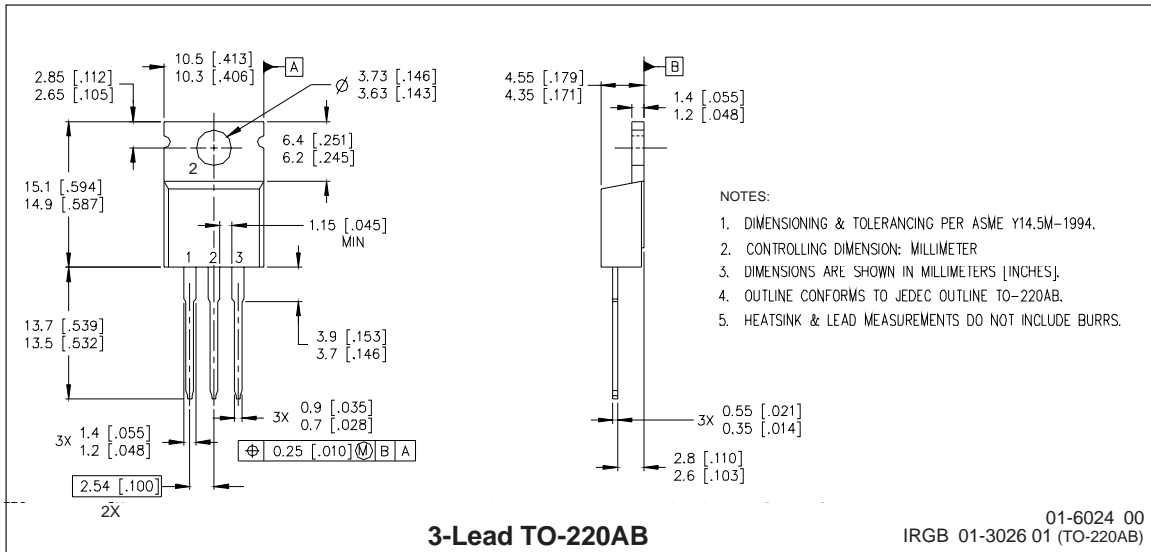 10.5 [.413]
10.3 [.406]
A
2.85 [.112]
2.65 [.105]
Ø 3.73 [.146]
3.63 [.143]
6.4 [.251]
6.2 [.245]
2
15.1 [.594]
14.9 [.587]
1.15 [.045]
MIN
1 2 3
13.7 [.539]
13.5 [.532]
3.9 [.153]
3.7 [.146]
3X 0.9 [.035]
0.7 [.028]
3X 1.4 [.055]
1.2 [.048]
⌖ 0.25 [.010] Ⓜ B A
2.54 [.100]
2X
4.55 [.179]
4.35 [.171]
B
1.4 [.055]
1.2 [.048]
3X 0.55 [.021]
0.35 [.014]
2.8 [.110]
2.6 [.103]
NOTES:
1. DIMENSIONING & TOLERANCING PER ASME Y14.5M-1994.
2. CONTROLLING DIMENSION: MILLIMETER
3. DIMENSIONS ARE SHOWN IN MILLIMETERS [INCHES].
4. OUTLINE CONFORMS TO JEDEC OUTLINE TO-220AB.
5. HEATSINK & LEAD MEASUREMENTS DO NOT INCLUDE BURRS.
3-Lead TO-220AB
01-6024 00
IRGB 01-3026 01 (TO-220AB)